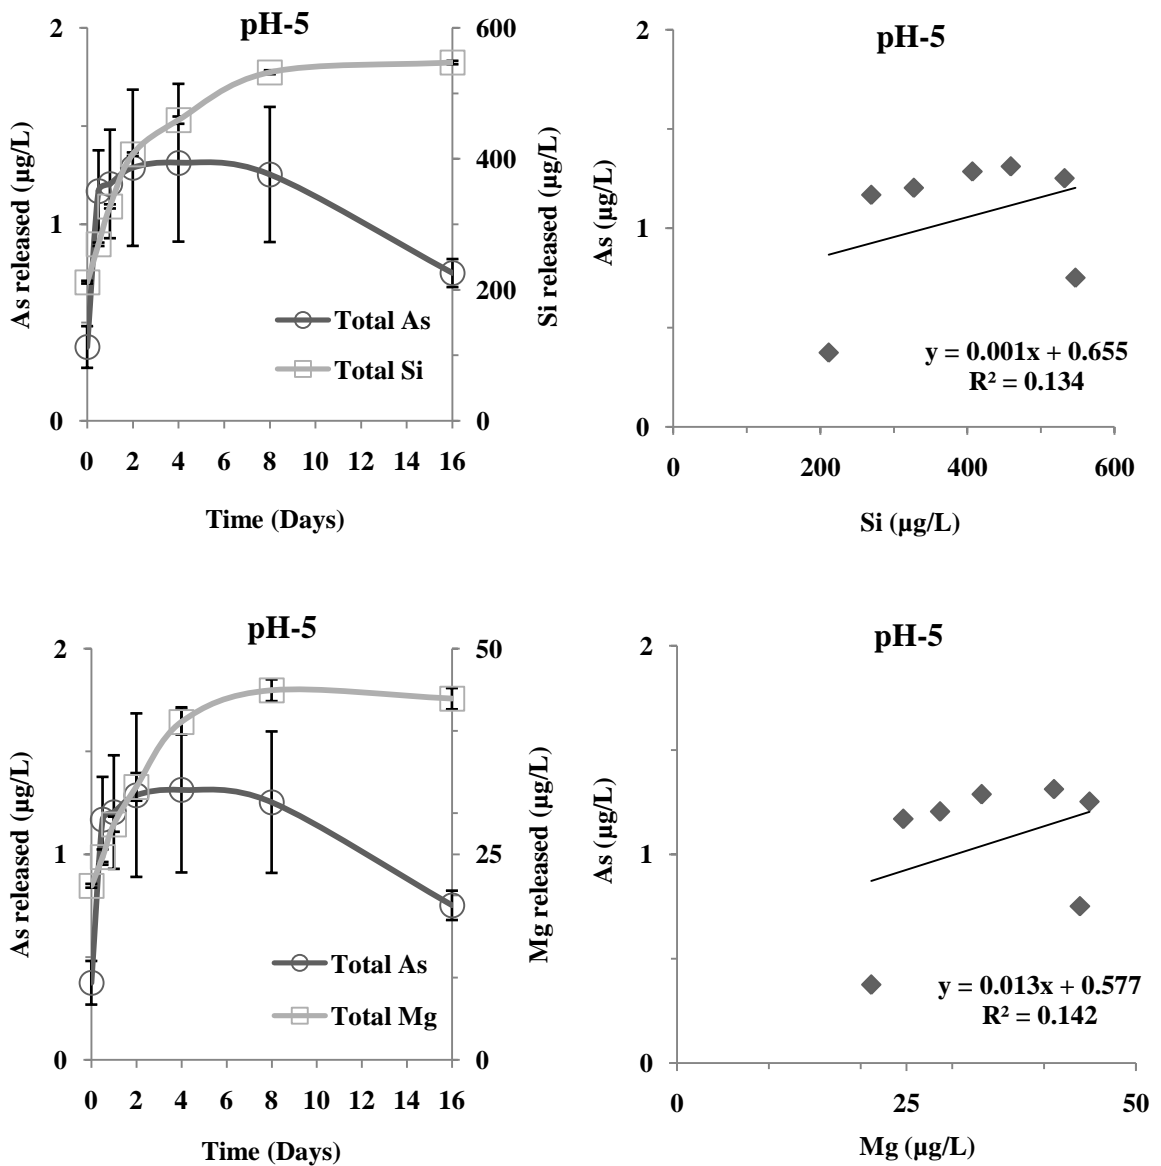 pH-5
2
1
0
As released (µg/L)
600
400
200
0
Si released (µg/L)
Total As
Total Si
0 2 4 6 8 10 12 14 16
Time (Days)
pH-5
2
1
0
As (µg/L)
y = 0.001x + 0.655
R² = 0.134
0 200 400 600
Si (µg/L)
pH-5
2
1
0
As released (µg/L)
50
25
0
Mg released (µg/L)
Total As
Total Mg
0 2 4 6 8 10 12 14 16
Time (Days)
pH-5
2
1
0
As (µg/L)
y = 0.013x + 0.577
R² = 0.142
0 25 50
Mg (µg/L)